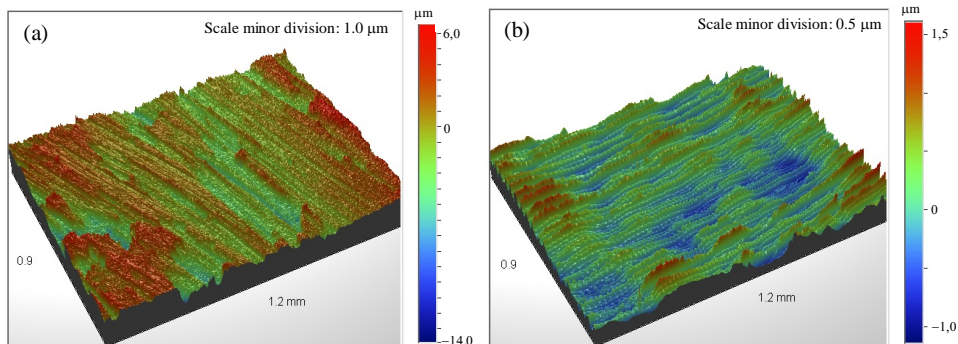 (a)
Scale minor division: 1.0 μm
μm
6,0
0
−14,0
0.9
1.2 mm
(b)
Scale minor division: 0.5 μm
μm
1,5
0
−1,0
0.9
1.2 mm